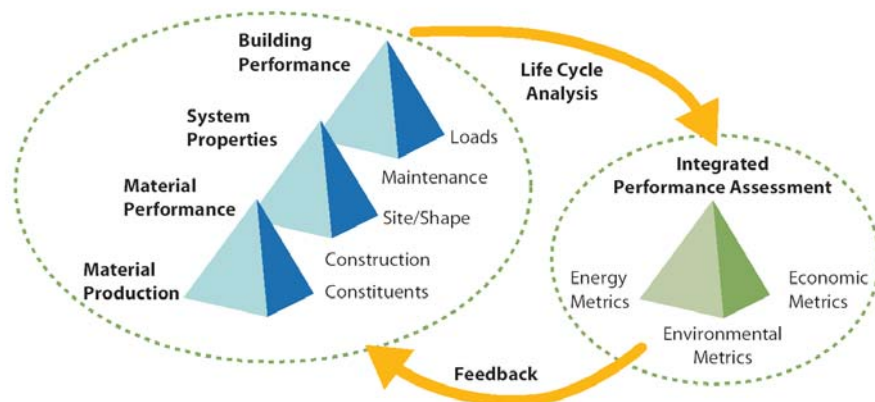 Building
Performance
System
Properties
Material
Performance
Material
Production
Loads
Maintenance
Site/Shape
Construction
Constituents
Life Cycle
Analysis
Integrated
Performance Assessment
Energy
Metrics
Economic
Metrics
Environmental
Metrics
Feedback